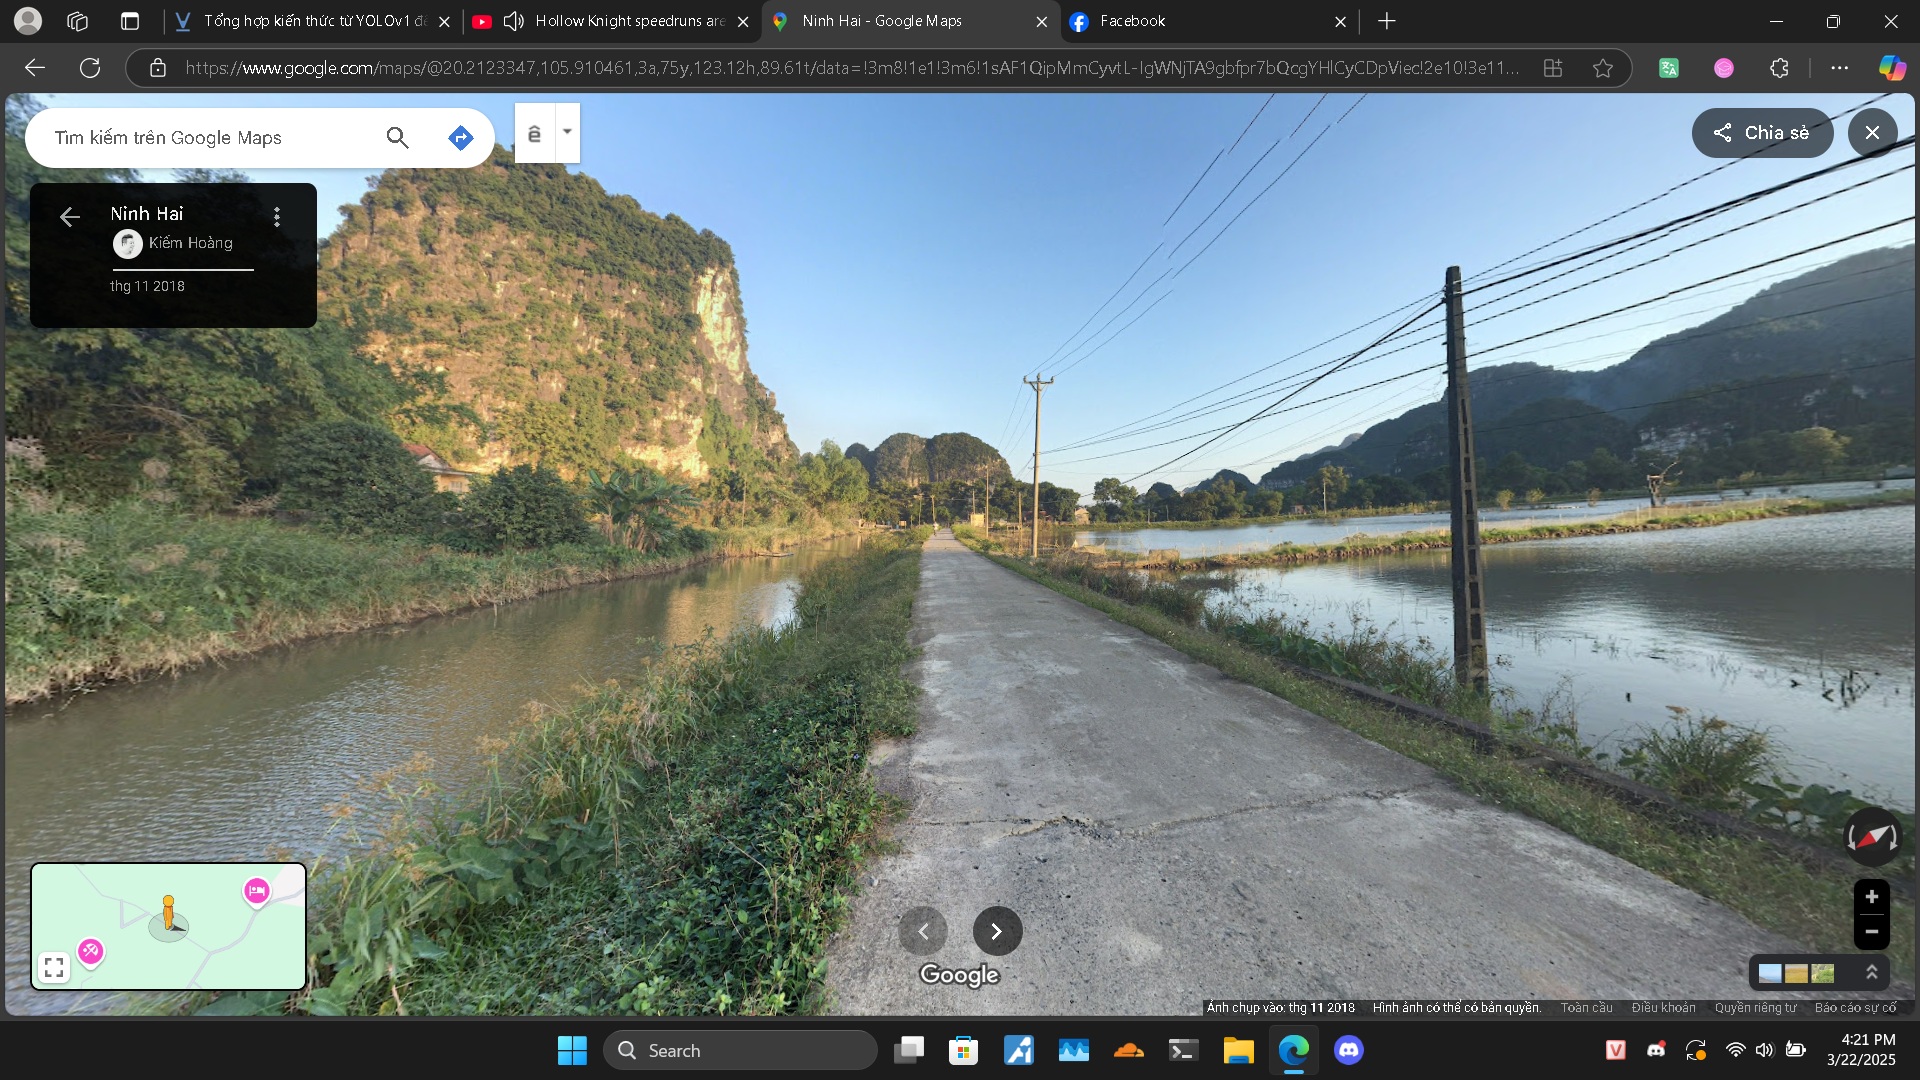 Tổng hợp kiến thức từ YOLOv1 đế
Hollow Knight speedruns are
Ninh Hai - Google Maps
Facebook
https://www.google.com/maps/@20.2123347,105.910461,3a,75y,123.12h,89.61t/data=!3m8!1e1!3m6!1sAF1QipMmCyvtL-IgWNjTA9gbfpr7bQcgYHlCyCDpViec!2e10!3e11...
Tìm kiếm trên Google Maps
ê
Chia sẻ
Ninh Hai
Kiếm Hoàng
thg 11 2018
Google
Ảnh chụp vào: thg 11 2018 Hình ảnh có thể có bản quyền. Toàn cầu Điều khoản Quyền riêng tư Báo cáo sự cố
Search
4:21 PM
3/22/2025